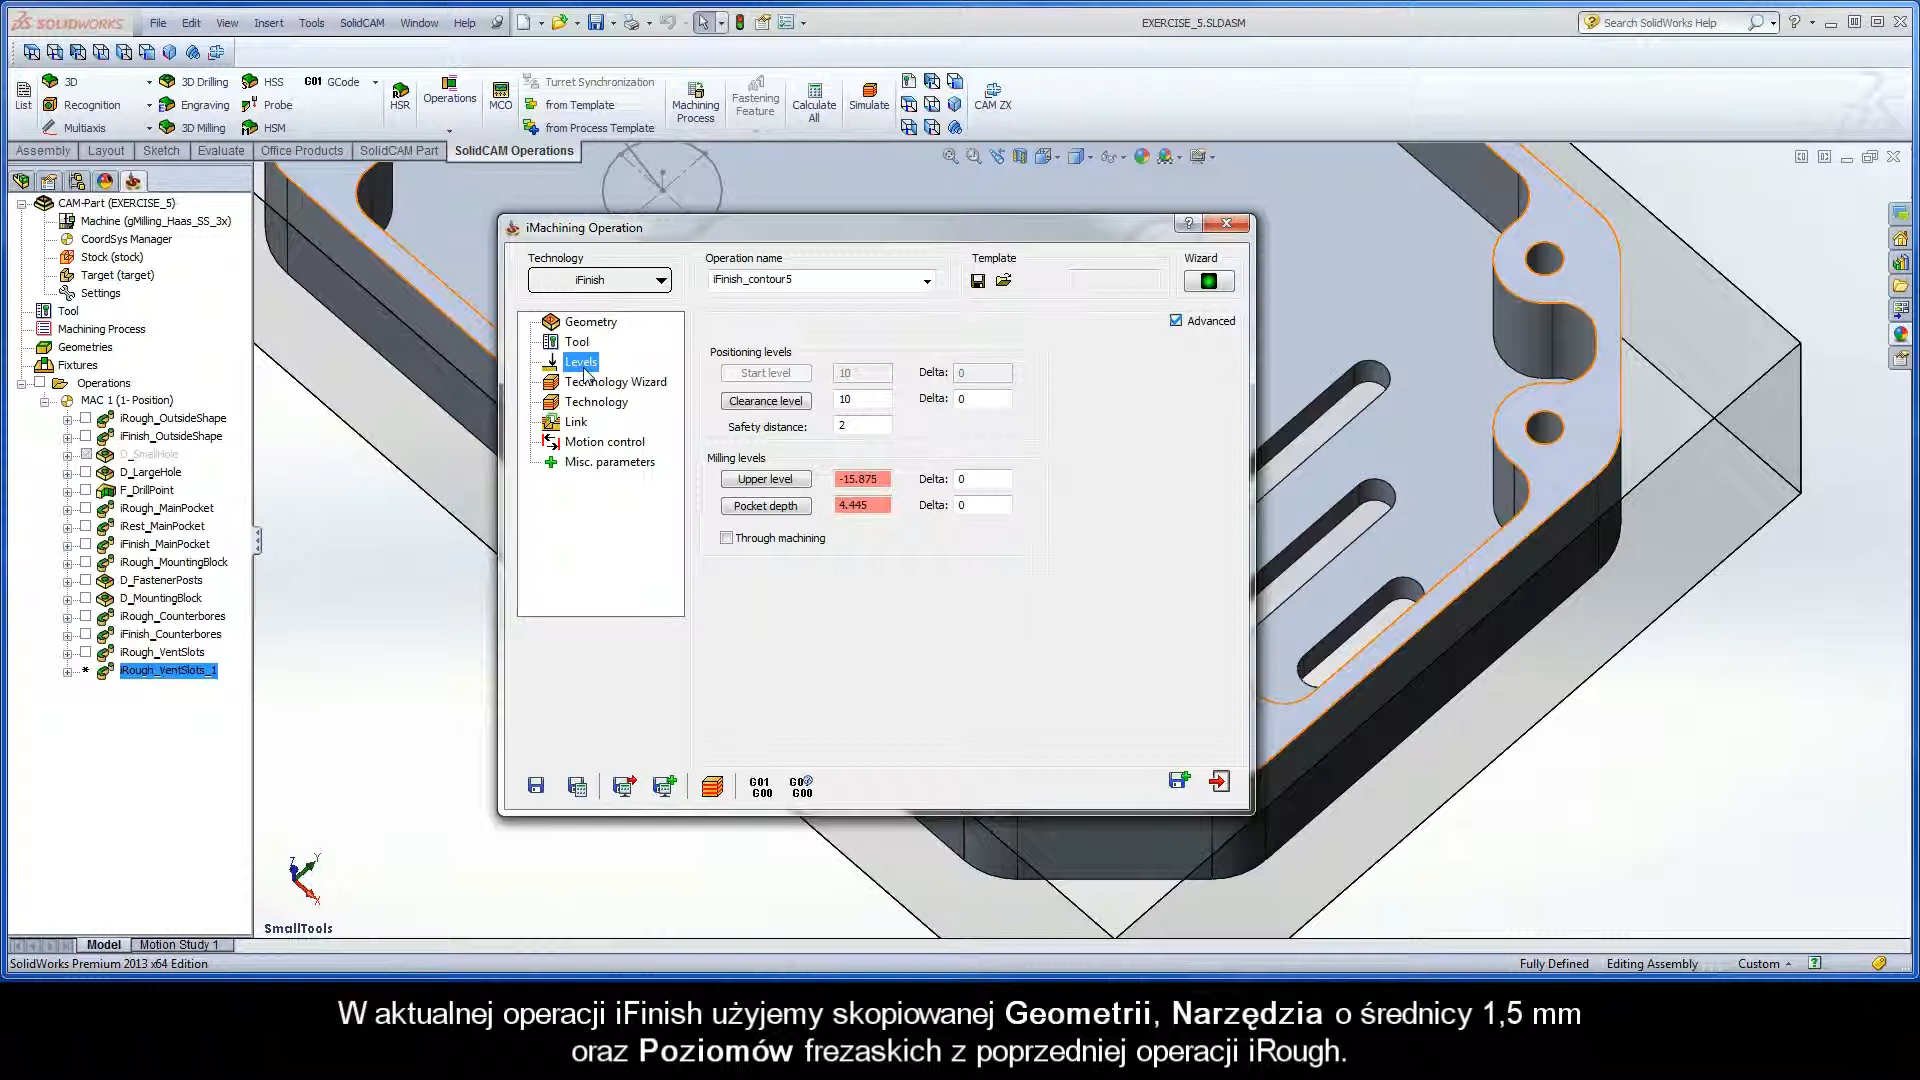 SOLIDWORKS File Edit View Insert Tools SolidCAM Window Help EXERCISE_5.SLDASM Search SolidWorks Help
3D 3D Drilling HSS G01 GCode Turret Synchronization
List Recognition Engraving Probe HSR Operations MCO from Template Machining Process Fastening Feature Calculate All Simulate CAM ZX
Multiaxis 3D Milling HSM from Process Template
Assembly Layout Sketch Evaluate Office Products SolidCAM Part SolidCAM Operations
CAM-Part (EXERCISE_5)
Machine (gMilling_Haas_SS_3x)
CoordSys Manager
Stock (stock)
Target (target)
Settings
Tool
Machining Process
Geometries
Fixtures
Operations
MAC 1 (1- Position)
iRough_OutsideShape
iFinish_OutsideShape
D_SmallHole
D_LargeHole
F_DrillPoint
iRough_MainPocket
iRest_MainPocket
iFinish_MainPocket
iRough_MountingBlock
D_FastenerPosts
D_MountingBlock
iRough_Counterbores
iFinish_Counterbores
iRough_VentSlots
iRough_VentSlots_1
iMachining Operation
Technology Operation name Template Wizard
iFinish iFinish_contour5
Advanced
Geometry
Tool
Levels
Technology Wizard
Technology
Link
Motion control
Misc. parameters
Positioning levels
Start level 10 Delta: 0
Clearance level 10 Delta: 0
Safety distance: 2
Milling levels
Upper level -15.875 Delta: 0
Pocket depth 4.445 Delta: 0
Through machining
G01 G00
G00
Z Y X
SmallTools
Model Motion Study 1
SolidWorks Premium 2013 x64 Edition Fully Defined Editing Assembly Custom
W aktualnej operacji iFinish użyjemy skopiowanej Geometrii, Narzędzia o średnicy 1,5 mm
oraz Poziomów frezaskich z poprzedniej operacji iRough.